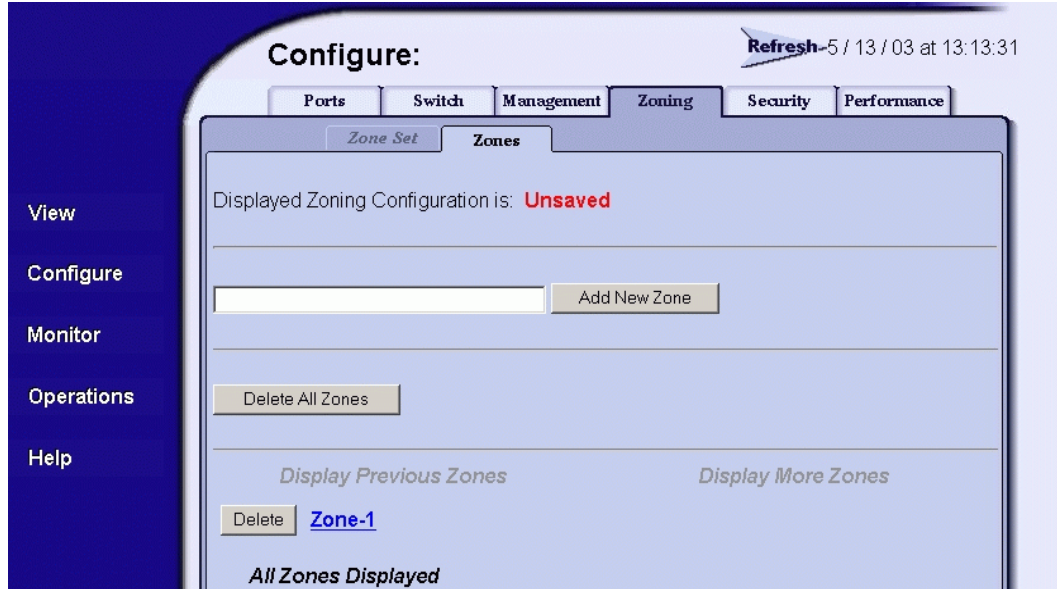 Configure:
Refresh-5 / 13 / 03 at 13:13:31
Ports Switch Management Zoning Security Performance
Zone Set Zones
Displayed Zoning Configuration is: Unsaved
View
Configure
Add New Zone
Monitor
Operations
Delete All Zones
Help
Display Previous Zones Display More Zones
Delete Zone-1
All Zones Displayed